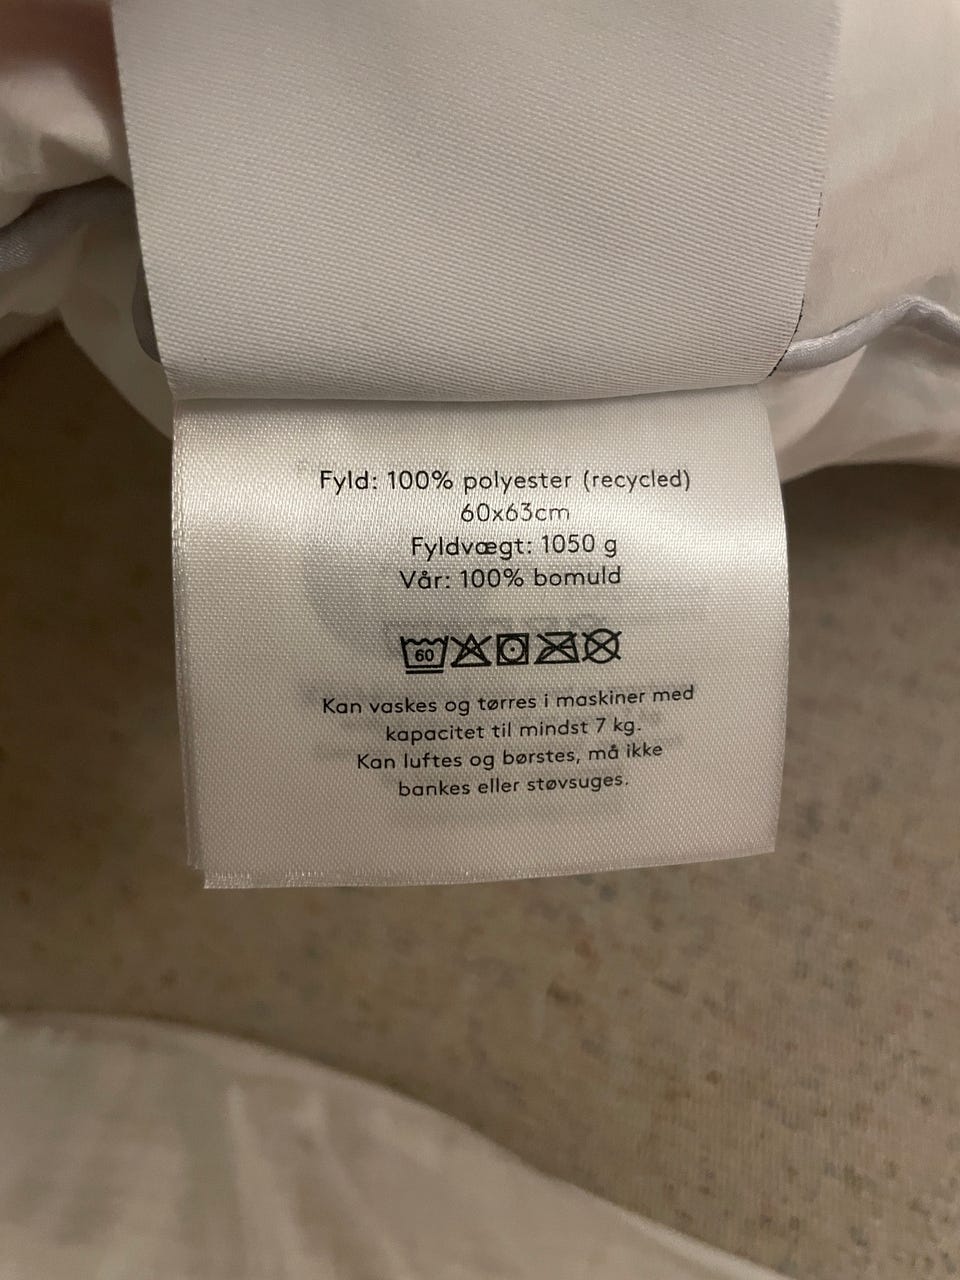 Fyld: 100% polyester (recycled)
60x63cm
Fyldvægt: 1050 g
Vår: 100% bomuld
60
Kan vaskes og tørres i maskiner med
kapacitet til mindst 7 kg.
Kan luftes og børstes, må ikke
bankes eller støvsuges.